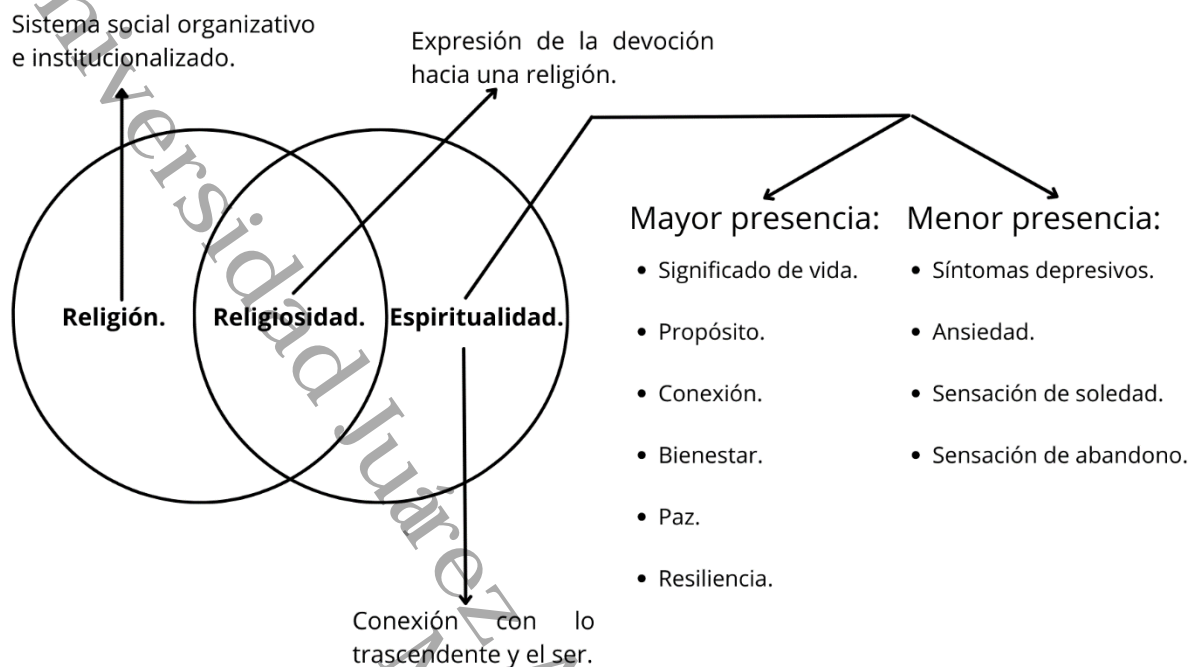 Sistema social organizativo
e institucionalizado.
Expresión de la devoción
hacia una religión.
Religión.
Religiosidad.
Espiritualidad.
Mayor presencia:
• Significado de vida.
• Propósito.
• Conexión.
• Bienestar.
• Paz.
• Resiliencia.
Menor presencia:
• Síntomas depresivos.
• Ansiedad.
• Sensación de soledad.
• Sensación de abandono.
Conexión con lo
trascendente y el ser.
niversidad Juárez